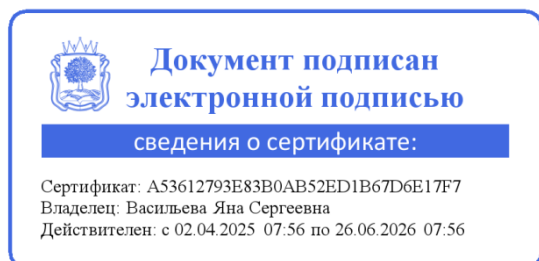 Документ подписан
электронной подписью
сведения о сертификате:
Сертификат: A53612793E83B0AB52ED1B67D6E17F7
Владелец: Васильева Яна Сергеевна
Действителен: с 02.04.2025 07:56 по 26.06.2026 07:56